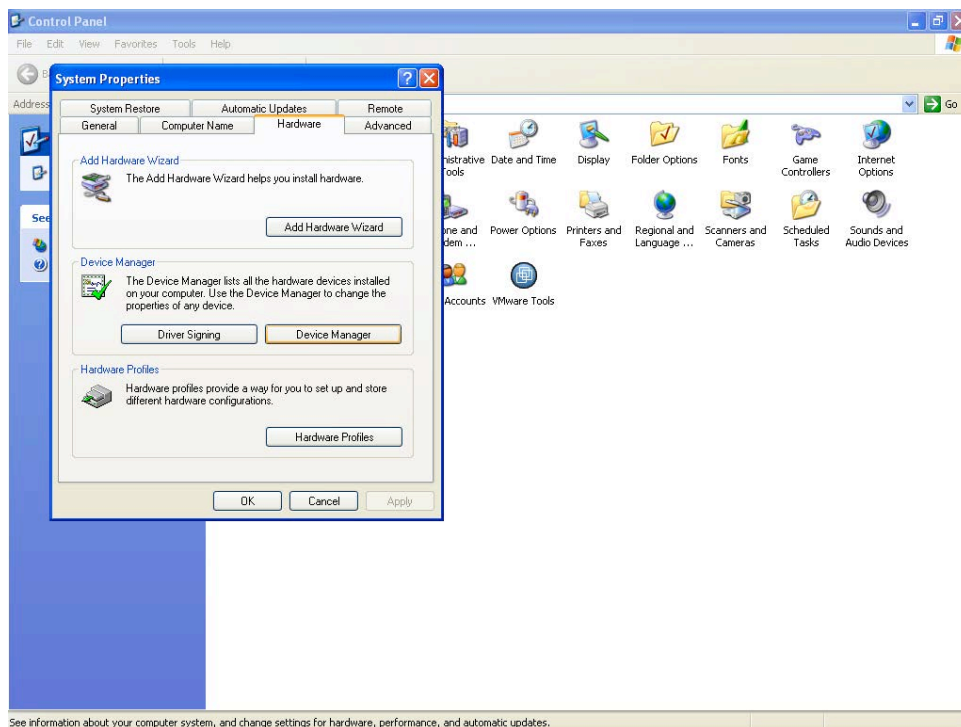 Control Panel
File Edit View Favorites Tools Help
Address
Go
System Properties
System Restore Automatic Updates Remote
General Computer Name Hardware Advanced
Add Hardware Wizard
The Add Hardware Wizard helps you install hardware.
Add Hardware Wizard
Device Manager
The Device Manager lists all the hardware devices installed
on your computer. Use the Device Manager to change the
properties of any device.
Driver Signing Device Manager
Hardware Profiles
Hardware profiles provide a way for you to set up and store
different hardware configurations.
Hardware Profiles
OK Cancel Apply
See
Date and Time Display Folder Options Fonts Game Internet
Tools Controllers Options
Power Options Printers and Regional and Scanners and Scheduled Sounds and
Faxes Language ... Cameras Tasks Audio Devices
Accounts VMware Tools
See information about your computer system, and change settings for hardware, performance, and automatic updates.